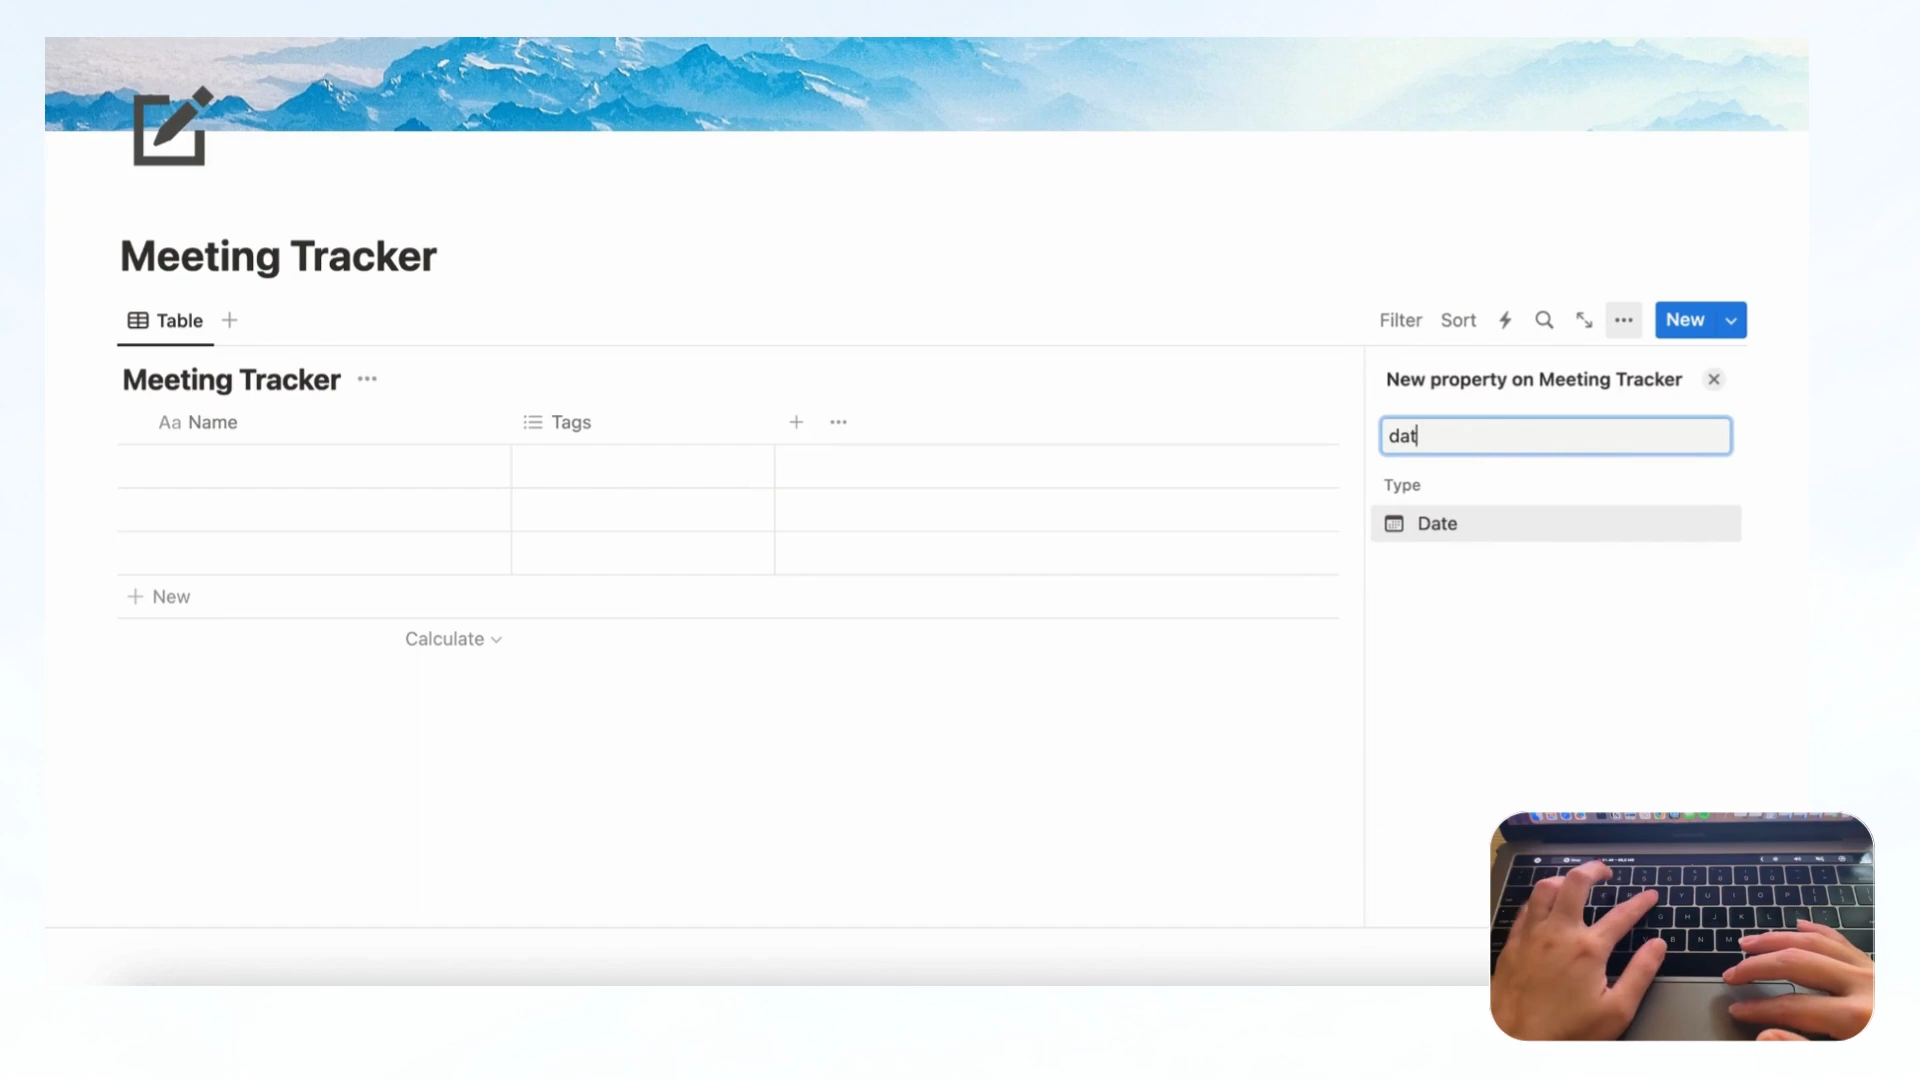 Meeting Tracker
Table
Filter Sort New
Meeting Tracker
New property on Meeting Tracker
Aa Name Tags
dat
Type
Date
New
Calculate